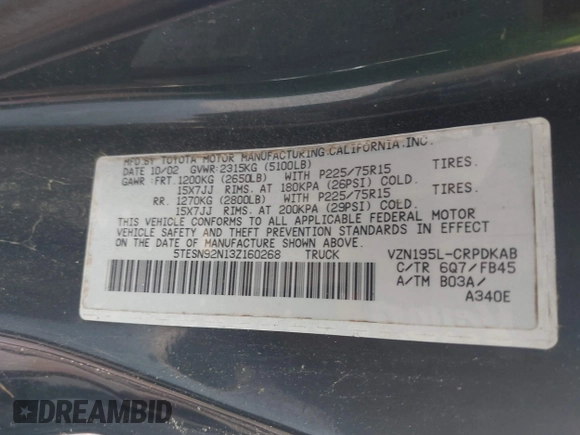 MFD.BY TOYOTA MOTOR MANUFACTURING,CALIFORNIA.INC.
DATE 10/02 GVWR:2315KG (5100LB)
GAWR:FRT.1200KG (2650LB) WITH P225/75R15 TIRES.
15X7JJ RIMS. AT 180KPA (26PSI) COLD.
RR. 1270KG (2800LB) WITH P225/75R15 TIRES.
15X7JJ RIMS. AT 200KPA (29PSI) COLD.
THIS VEHICLE CONFORMS TO ALL APPLICABLE FEDERAL MOTOR
VEHICLE SAFETY AND THEFT PREVENTION STANDARDS IN EFFECT
ON THE DATE OF MANUFACTURE SHOWN ABOVE.
5TESN92N13Z160268 TRUCK VZN195L-CRPDKAB
C/TR 6Q7/FB45
A/TM B03A/
A340E
DREAMBID